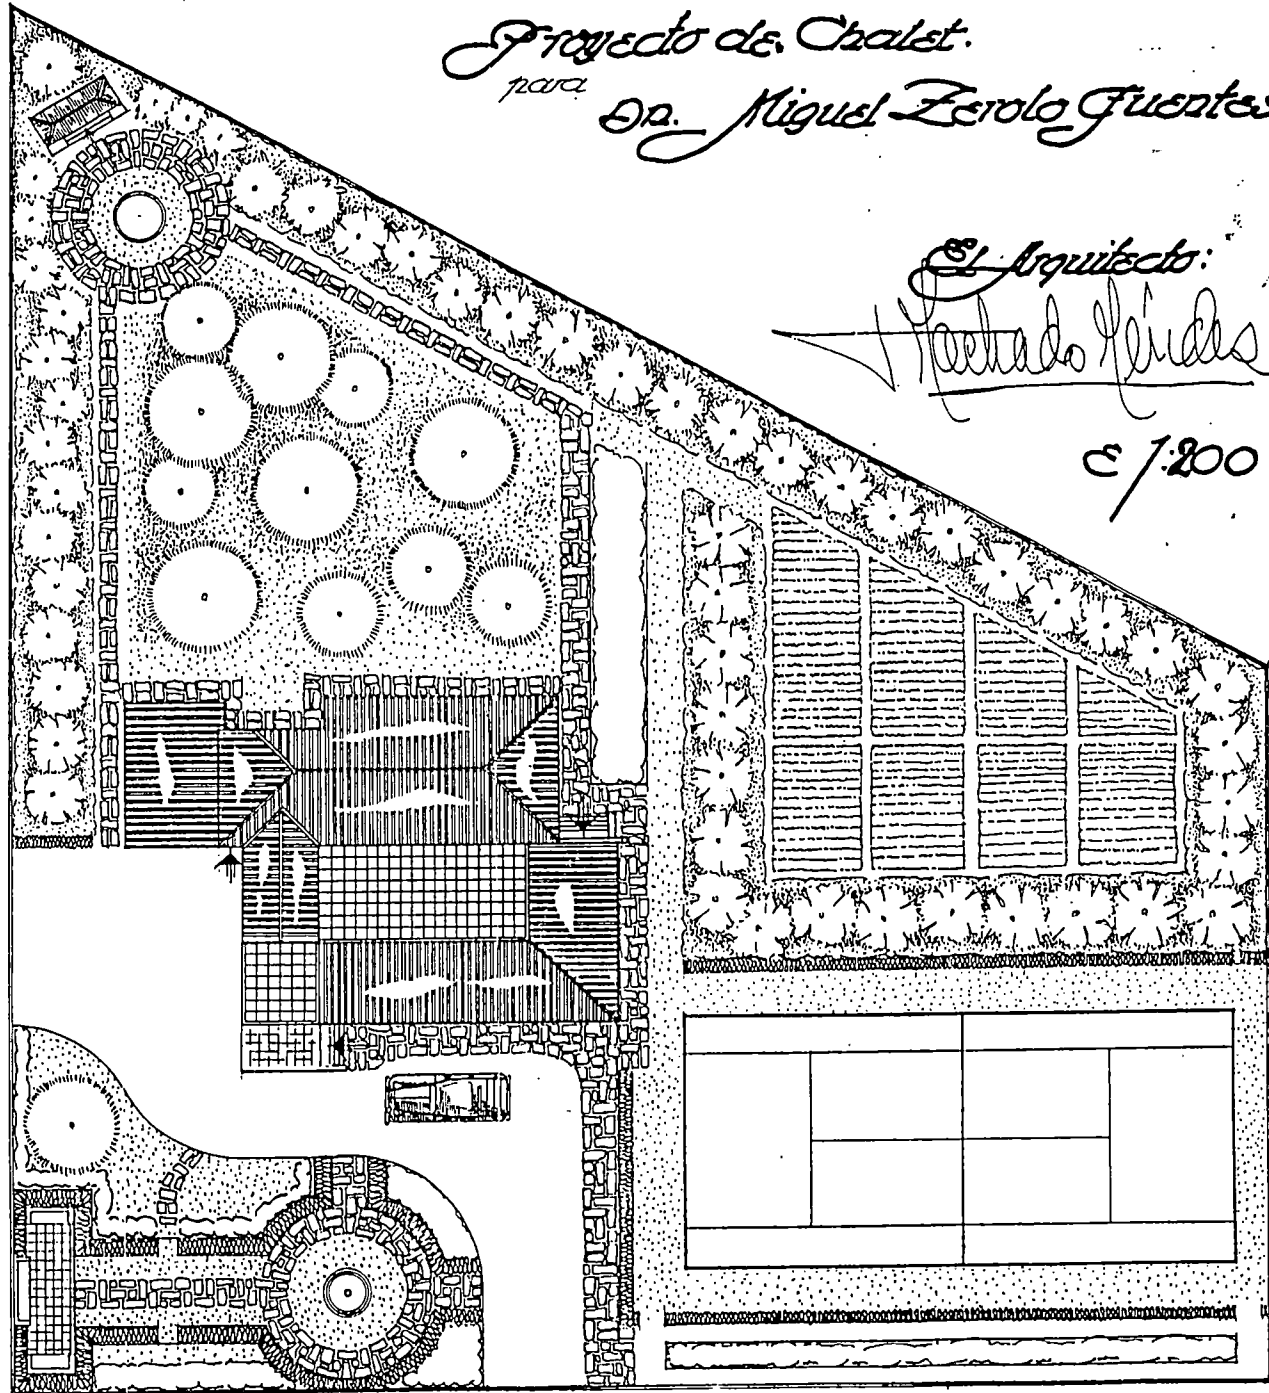 Proyecto de Chalet.
para
Dn. Miguel Zerolo Fuentes
El Arquitecto:
Machado Méndez
E 1:200